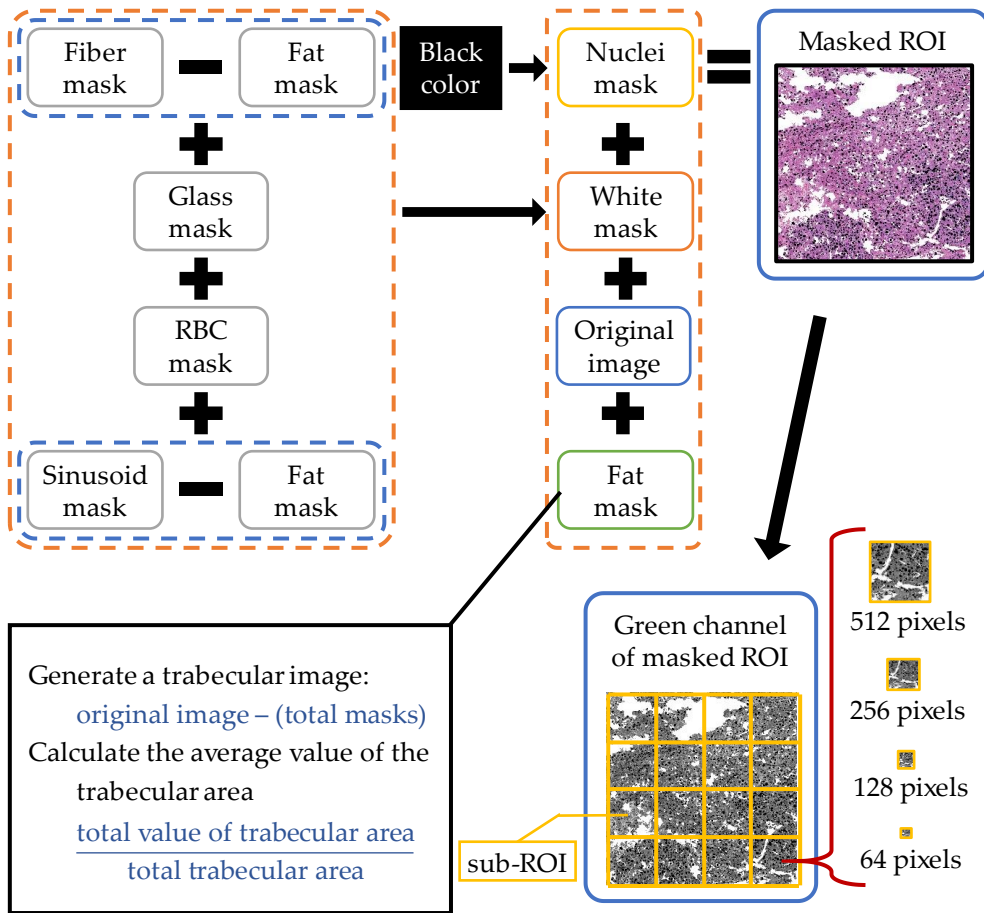 Fiber
mask
Fat
mask
Glass
mask
RBC
mask
Sinusoid
mask
Fat
mask
Black
color
Nuclei
mask
White
mask
Original
image
Fat
mask
Masked ROI
Generate a trabecular image:
original image – (total masks)
Calculate the average value of the
trabecular area
total value of trabecular area
total trabecular area
Green channel
of masked ROI
sub-ROI
512 pixels
256 pixels
128 pixels
64 pixels